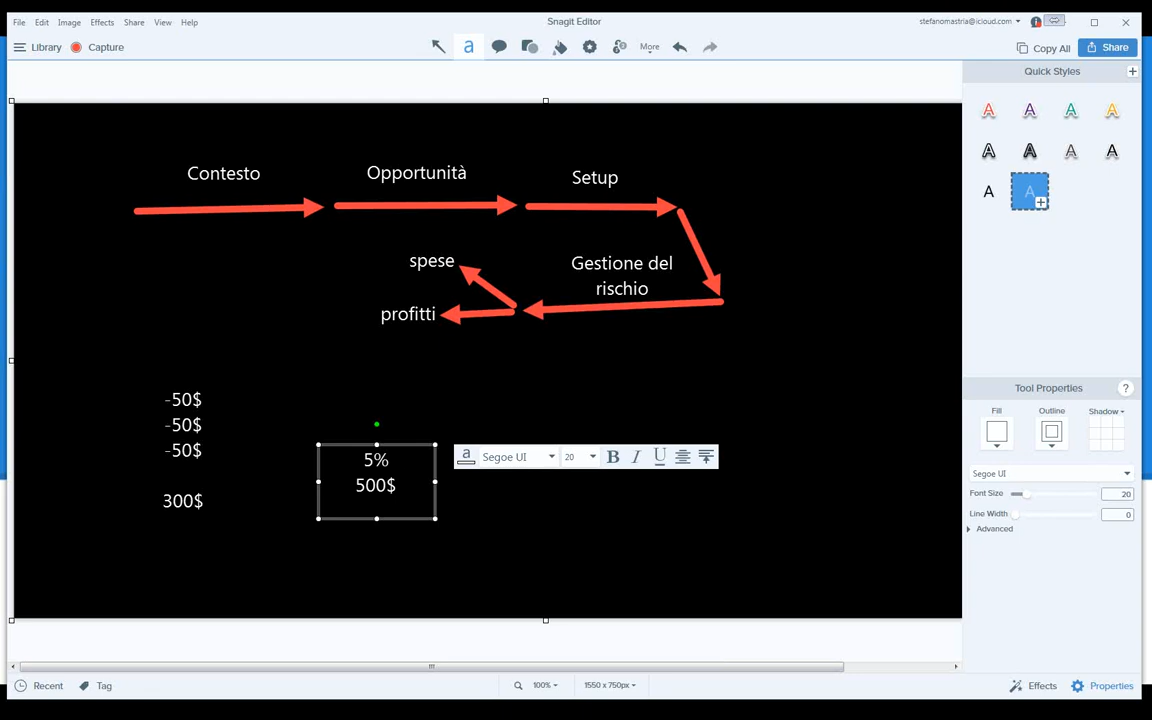 File Edit Image Effects Share View Help
Snagit Editor
stefanomastria@icloud.com
Library Capture
a
More
Copy All
Share
Quick Styles
A A A A
A A A A
A A
Contesto
Opportunità
Setup
spese
Gestione del
rischio
profitti
-50$
-50$
-50$
300$
5%
500$
a Segoe UI 20 B I U
Tool Properties ?
Fill Outline Shadow
Segoe UI
Font Size 20
Line Width 0
Advanced
Recent Tag
100%
1550 x 750px
Effects Properties